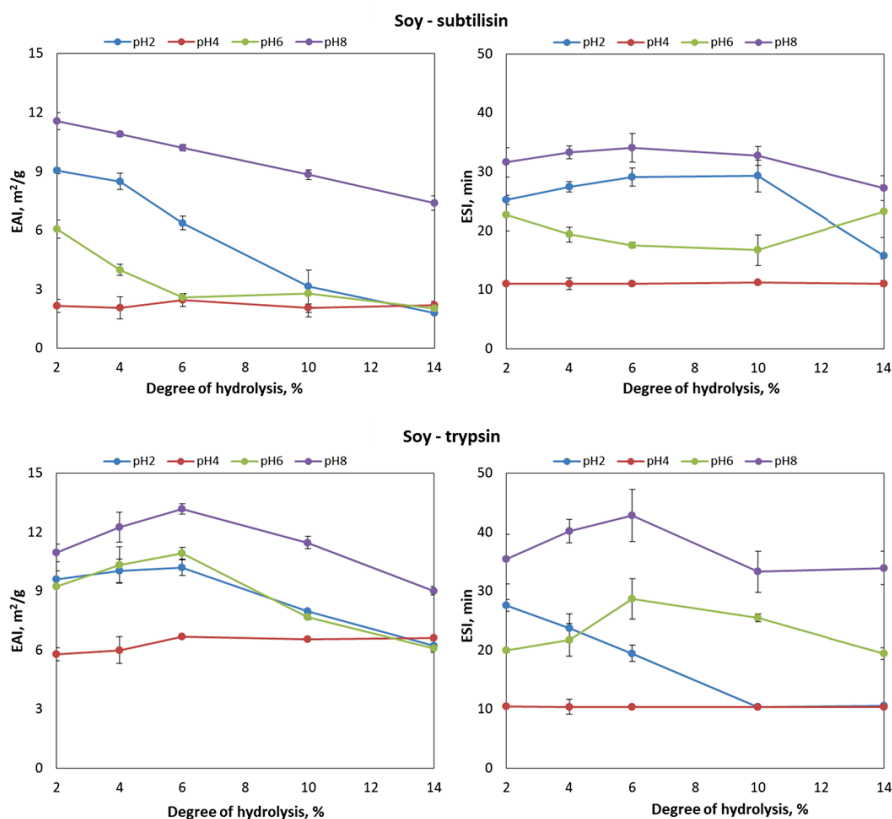 Soy - subtilisin
pH2 pH4 pH6 pH8
15
12
9
6
3
0
EAI, m²/g
2 4 6 10 14
Degree of hydrolysis, %
pH2 pH4 pH6 pH8
50
40
30
20
10
0
ESI, min
2 4 6 8 10 12 14
Degree of hydrolysis, %
Soy - trypsin
pH2 pH4 pH6 pH8
15
12
9
6
3
0
EAI, m²/g
2 4 6 8 10 12 14
Degree of hydrolysis, %
pH2 pH4 pH6 pH8
50
40
30
20
10
0
ESI, min
2 4 6 8 10 12 14
Degree of hydrolysis, %